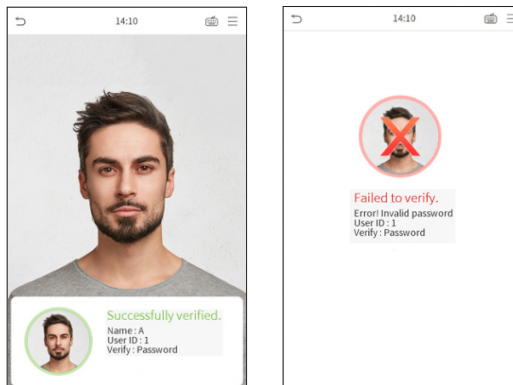 14:10
Successfully verified.
Name : A
User ID : 1
Verify : Password
14:10
Failed to verify.
Error! Invalid password
User ID : 1
Verify : Password